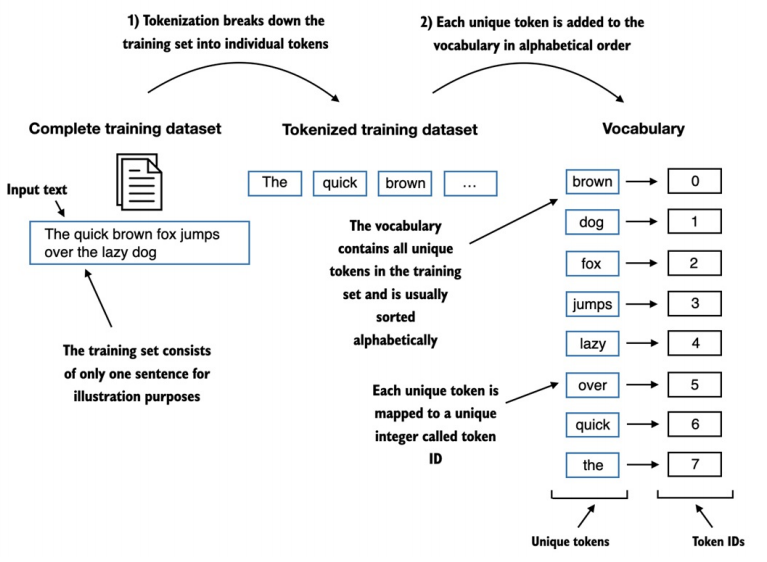 1) Tokenization breaks down the
training set into individual tokens
2) Each unique token is added to the
vocabulary in alphabetical order
Complete training dataset
Tokenized training dataset
Vocabulary
Input text
The quick brown fox jumps
over the lazy dog
The training set consists
of only one sentence for
illustration purposes
The
quick
brown
...
The vocabulary
contains all unique
tokens in the training
set and is usually
sorted
alphabetically
Each unique token is
mapped to a unique
integer called token
ID
brown 0
dog 1
fox 2
jumps 3
lazy 4
over 5
quick 6
the 7
Unique tokens
Token IDs